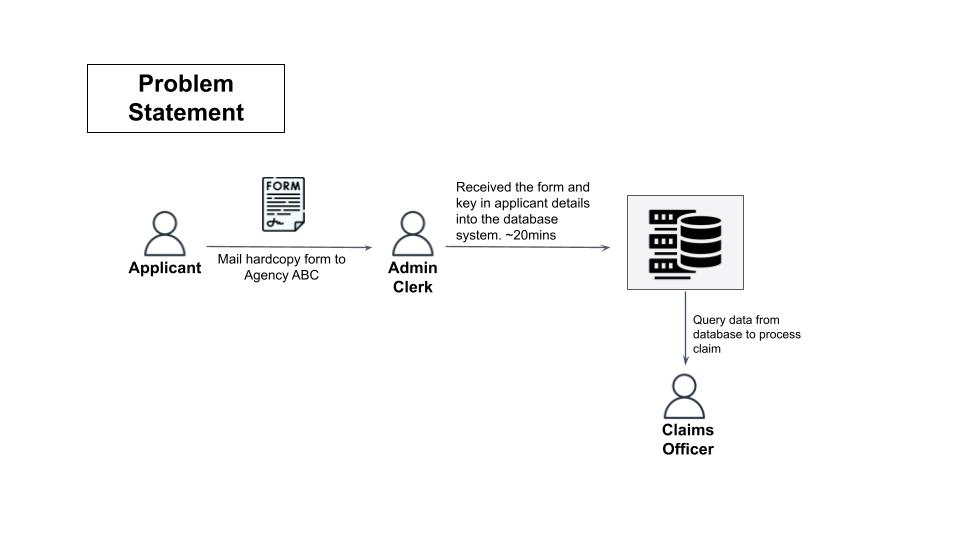 Problem
Statement
FORM
Applicant
Mail hardcopy form to
Agency ABC
Admin
Clerk
Received the form and
key in applicant details
into the database
system. ~20mins
Query data from
database to process
claim
Claims
Officer